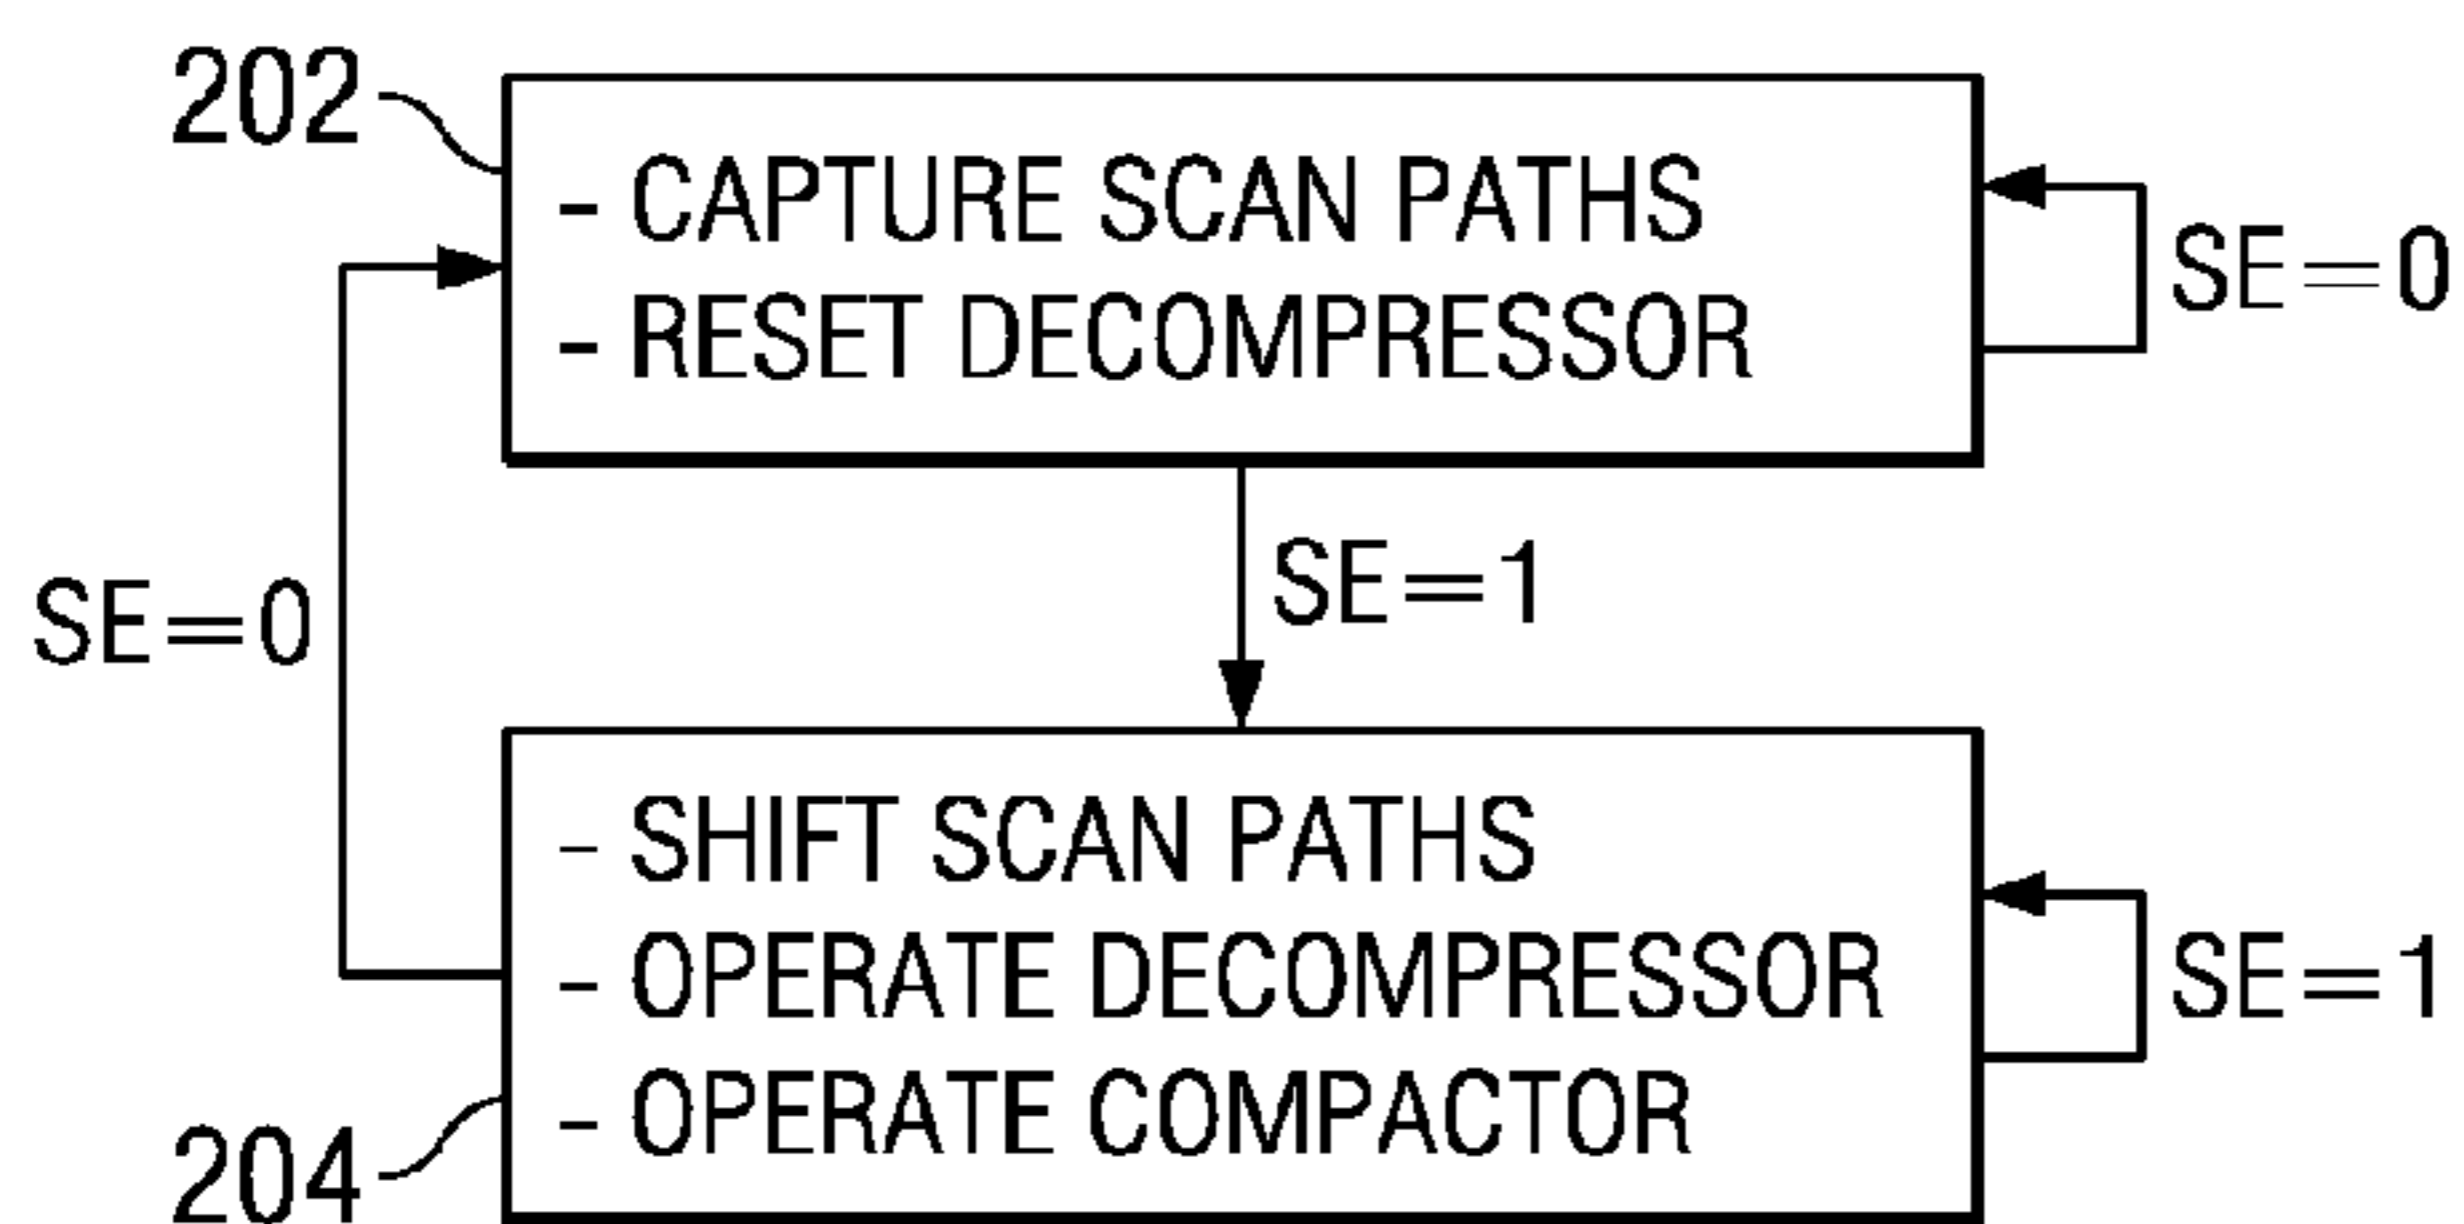 202
- CAPTURE SCAN PATHS
- RESET DECOMPRESSOR
SE=0
SE=1
SE=0
- SHIFT SCAN PATHS
- OPERATE DECOMPRESSOR
- OPERATE COMPACTOR
SE=1
204